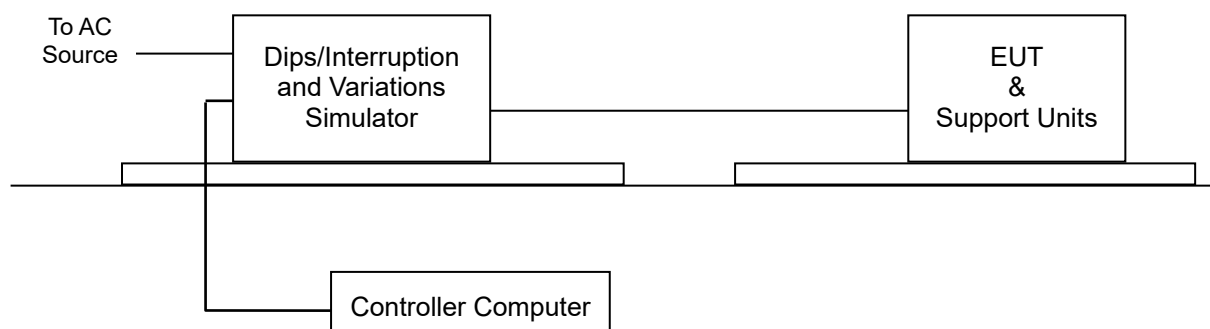 To AC
Source
Dips/Interruption
and Variations
Simulator
EUT
&
Support Units
Controller Computer